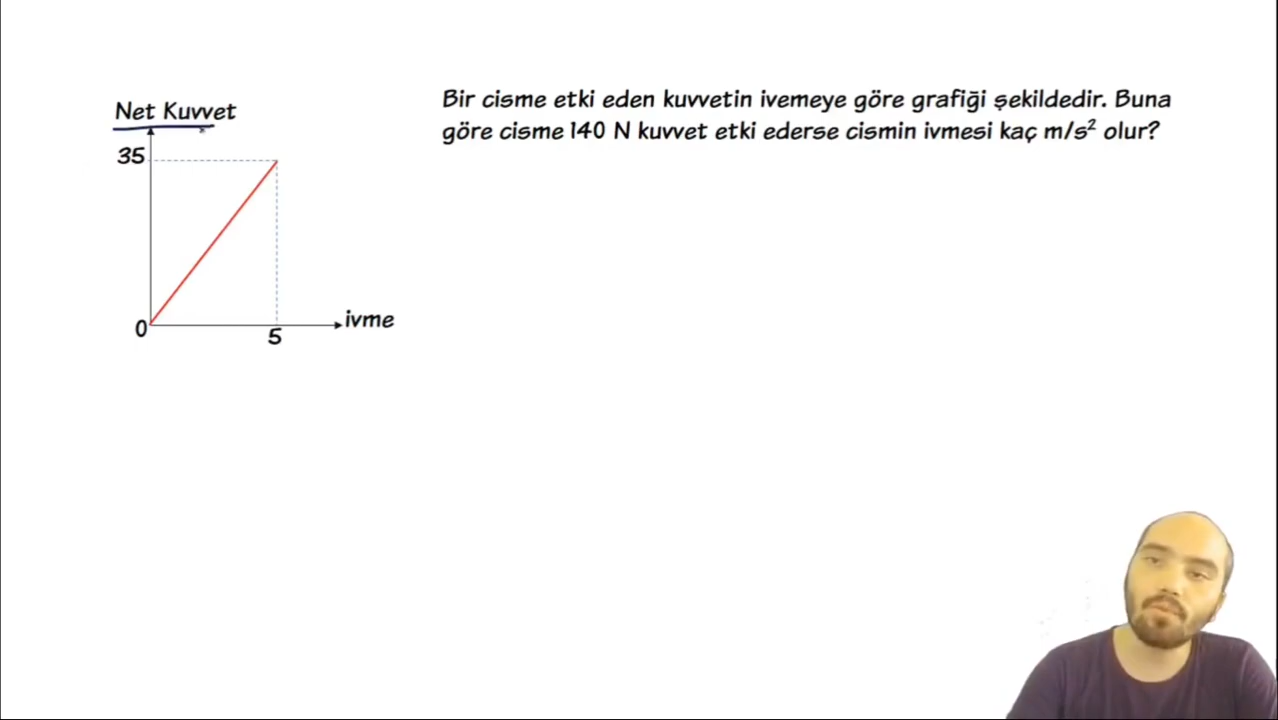 Net Kuvvet
35
0
5
ivme
Bir cisme etki eden kuvvetin ivemeye göre grafiği şekildedir. Buna
göre cisme 140 N kuvvet etki ederse cismin ivmesi kaç m/s² olur?